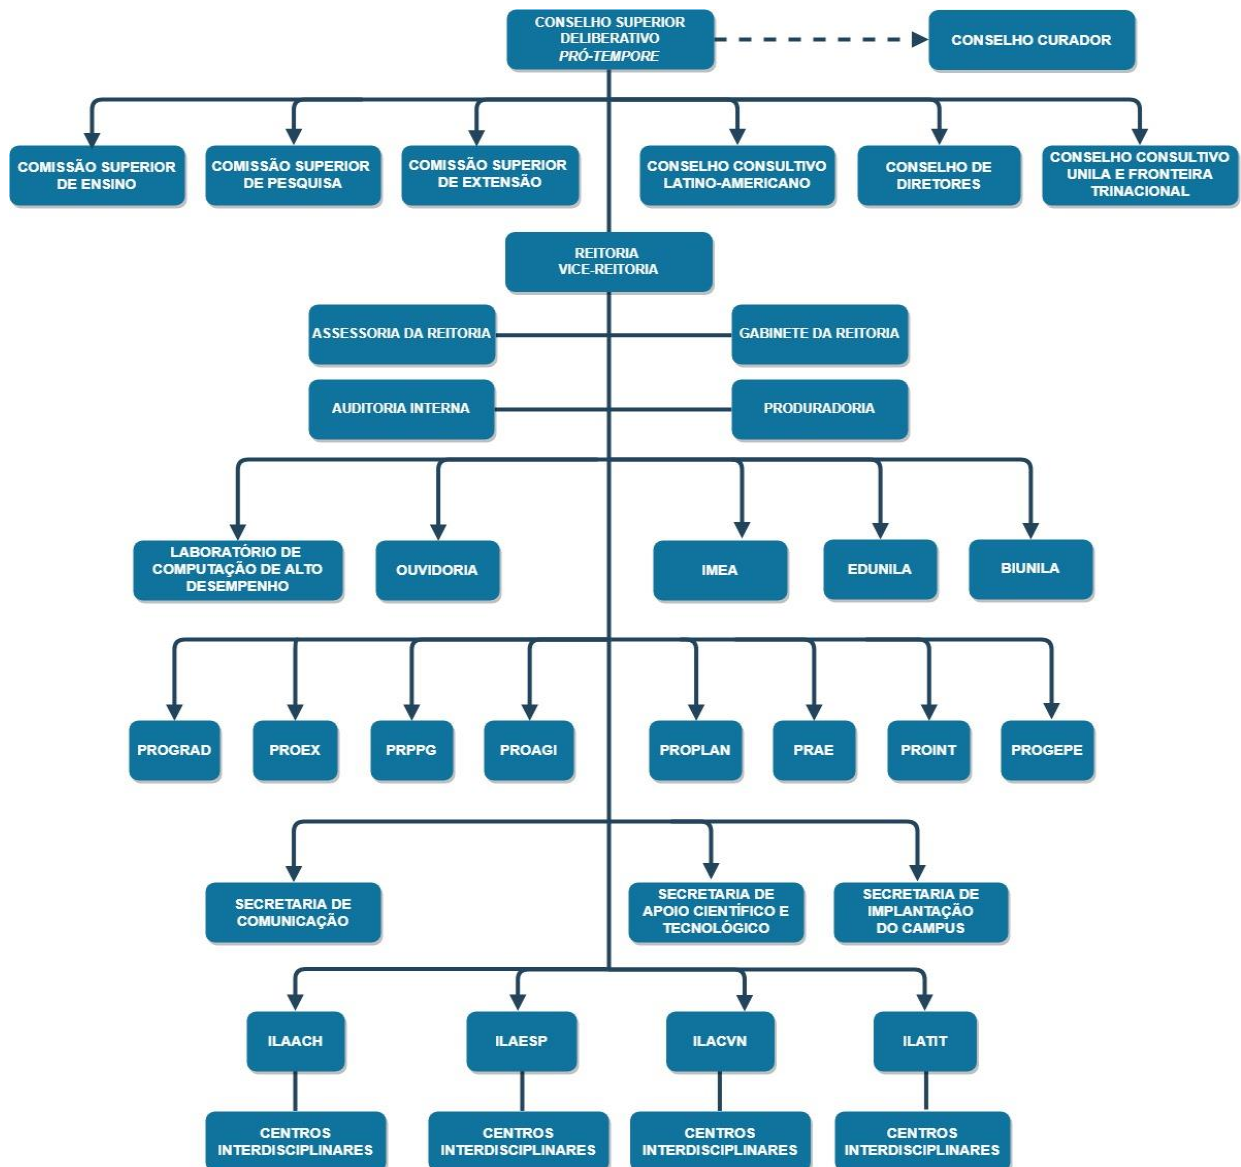 CONSELHO SUPERIOR
DELIBERATIVO
PRÓ-TEMPORE
CONSELHO CURADOR
COMISSÃO SUPERIOR
DE ENSINO
COMISSÃO SUPERIOR
DE PESQUISA
COMISSÃO SUPERIOR
DE EXTENSÃO
CONSELHO CONSULTIVO
LATINO-AMERICANO
CONSELHO DE
DIRETORES
CONSELHO CONSULTIVO
UNILA E FRONTEIRA
TRINACIONAL
REITORIA
VICE-REITORIA
ASSESSORIA DA REITORIA
GABINETE DA REITORIA
AUDITORIA INTERNA
PRODURADORIA
LABORATÓRIO DE
COMPUTAÇÃO DE ALTO
DESEMPENHO
OUVIDORIA
IMEA
EDUNILA
BIUNILA
PROGRAD
PROEX
PRPPG
PROAGI
PROPLAN
PRAE
PROINT
PROGEPE
SECRETARIA DE
COMUNICAÇÃO
SECRETARIA DE
APOIO CIENTÍFICO E
TECNOLÓGICO
SECRETARIA DE
IMPLANTAÇÃO
DO CAMPUS
ILAACH
ILAESP
ILACVN
ILATIT
CENTROS
INTERDISCIPLINARES
CENTROS
INTERDISCIPLINARES
CENTROS
INTERDISCIPLINARES
CENTROS
INTERDISCIPLINARES